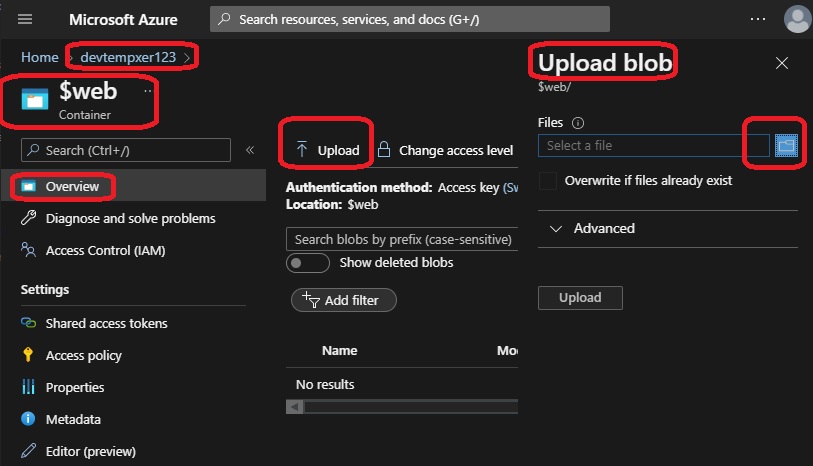 Microsoft Azure
Search resources, services, and docs (G+/)
...
Home > devtempxer123 >
$web ...
Container
Search (Ctrl+/)
«
Overview
Diagnose and solve problems
Access Control (IAM)
Settings
Shared access tokens
Access policy
Properties
Metadata
Editor (preview)
Upload
Change access level
Authentication method: Access key (Sw
Location: $web
Search blobs by prefix (case-sensitive)
Show deleted blobs
Add filter
Name Mo
No results
Upload blob
$web/
Files
Select a file
Overwrite if files already exist
Advanced
Upload